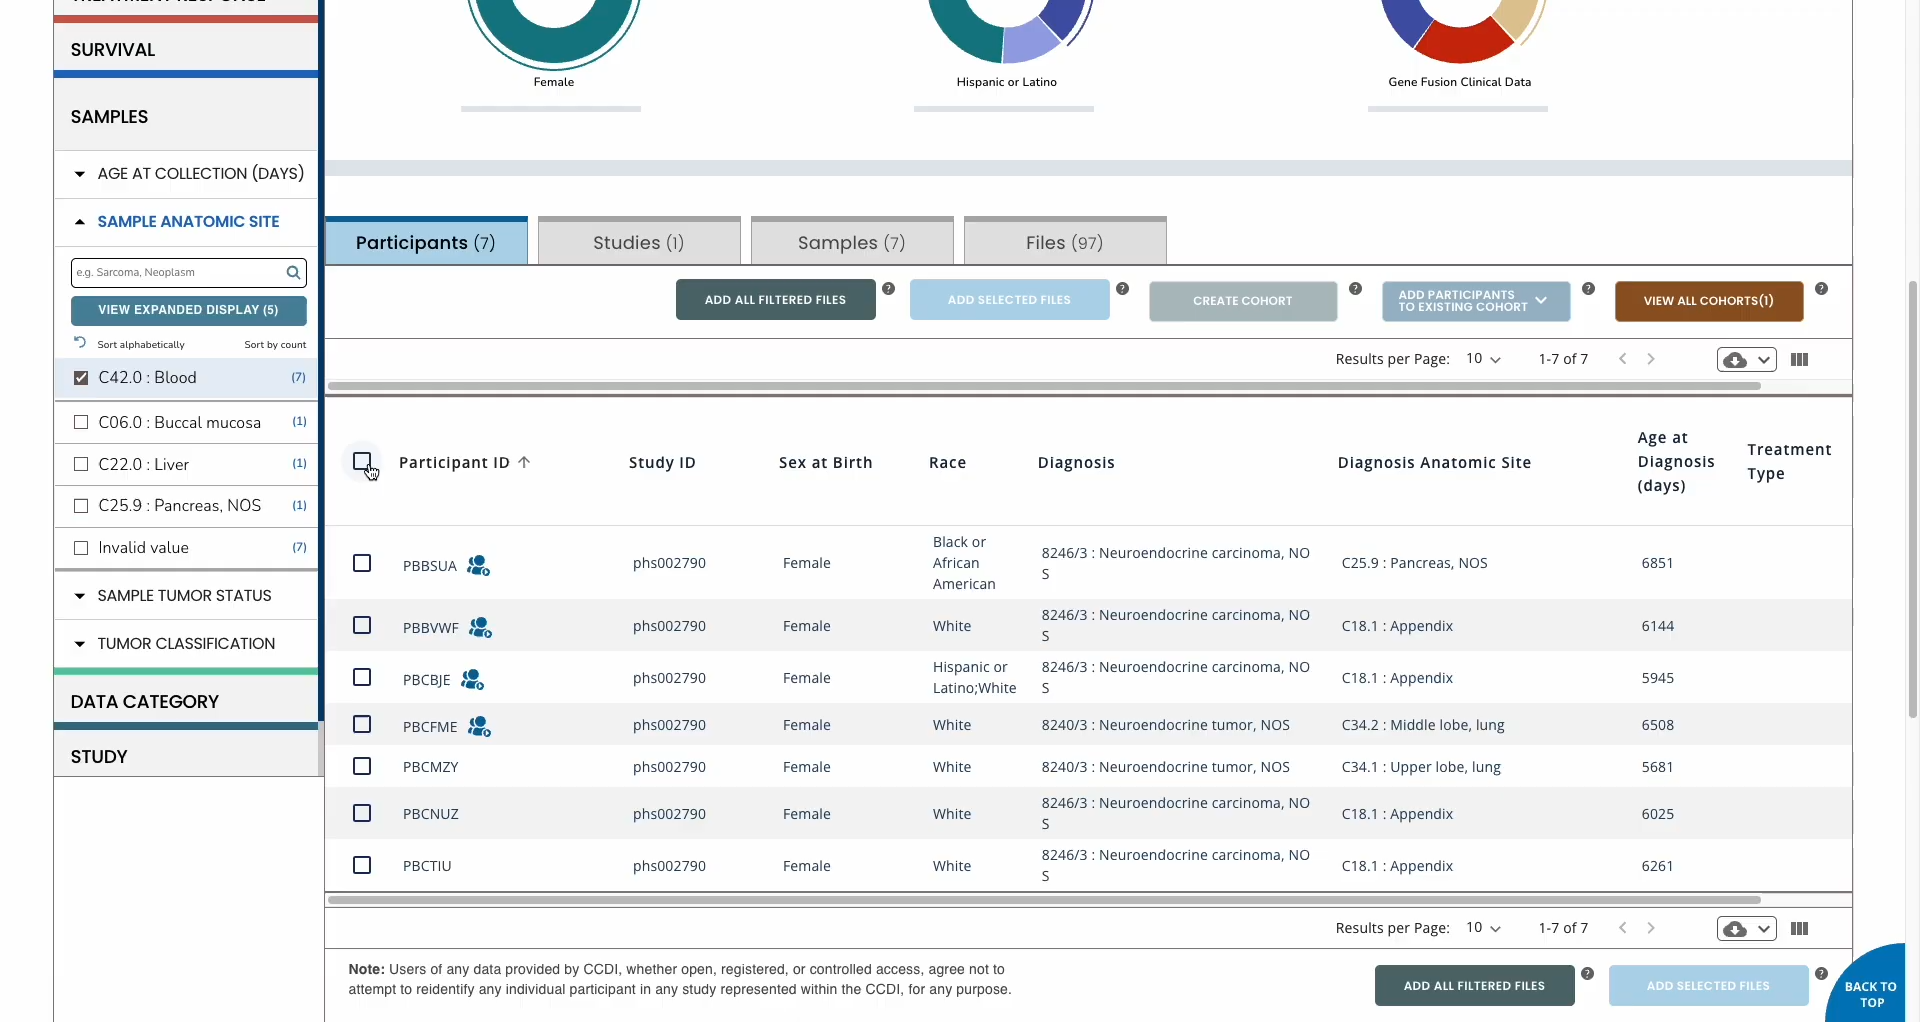 SURVIVAL
SAMPLES
AGE AT COLLECTION (DAYS)
SAMPLE ANATOMIC SITE
e.g. Sarcoma, Neoplasm
VIEW EXPANDED DISPLAY (5)
Sort alphabetically Sort by count
C42.0 : Blood (7)
C06.0 : Buccal mucosa (1)
C22.0 : Liver (1)
C25.9 : Pancreas, NOS (1)
Invalid value (7)
SAMPLE TUMOR STATUS
TUMOR CLASSIFICATION
DATA CATEGORY
STUDY
Female Hispanic or Latino Gene Fusion Clinical Data
Participants (7) Studies (1) Samples (7) Files (97)
ADD ALL FILTERED FILES ? ADD SELECTED FILES ? CREATE COHORT ? ADD PARTICIPANTS
TO EXISTING COHORT ? VIEW ALL COHORTS(1) ?
Results per Page: 10 1-7 of 7
Participant ID Study ID Sex at Birth Race Diagnosis Diagnosis Anatomic Site Age at
Diagnosis
(days) Treatment
Type
PBBSUA phs002790 Female Black or
African
American 8246/3 : Neuroendocrine carcinoma, NO
S C25.9 : Pancreas, NOS 6851
PBBVWF phs002790 Female White 8246/3 : Neuroendocrine carcinoma, NO
S C18.1 : Appendix 6144
PBCBJE phs002790 Female Hispanic or
Latino;White 8246/3 : Neuroendocrine carcinoma, NO
S C18.1 : Appendix 5945
PBCFME phs002790 Female White 8240/3 : Neuroendocrine tumor, NOS C34.2 : Middle lobe, lung 6508
PBCMZY phs002790 Female White 8240/3 : Neuroendocrine tumor, NOS C34.1 : Upper lobe, lung 5681
PBCNUZ phs002790 Female White 8246/3 : Neuroendocrine carcinoma, NO
S C18.1 : Appendix 6025
PBCTIU phs002790 Female White 8246/3 : Neuroendocrine carcinoma, NO
S C18.1 : Appendix 6261
Results per Page: 10 1-7 of 7
Note: Users of any data provided by CCDI, whether open, registered, or controlled access, agree not to
attempt to reidentify any individual participant in any study represented within the CCDI, for any purpose.
ADD ALL FILTERED FILES ? ADD SELECTED FILES ?
BACK TO
TOP